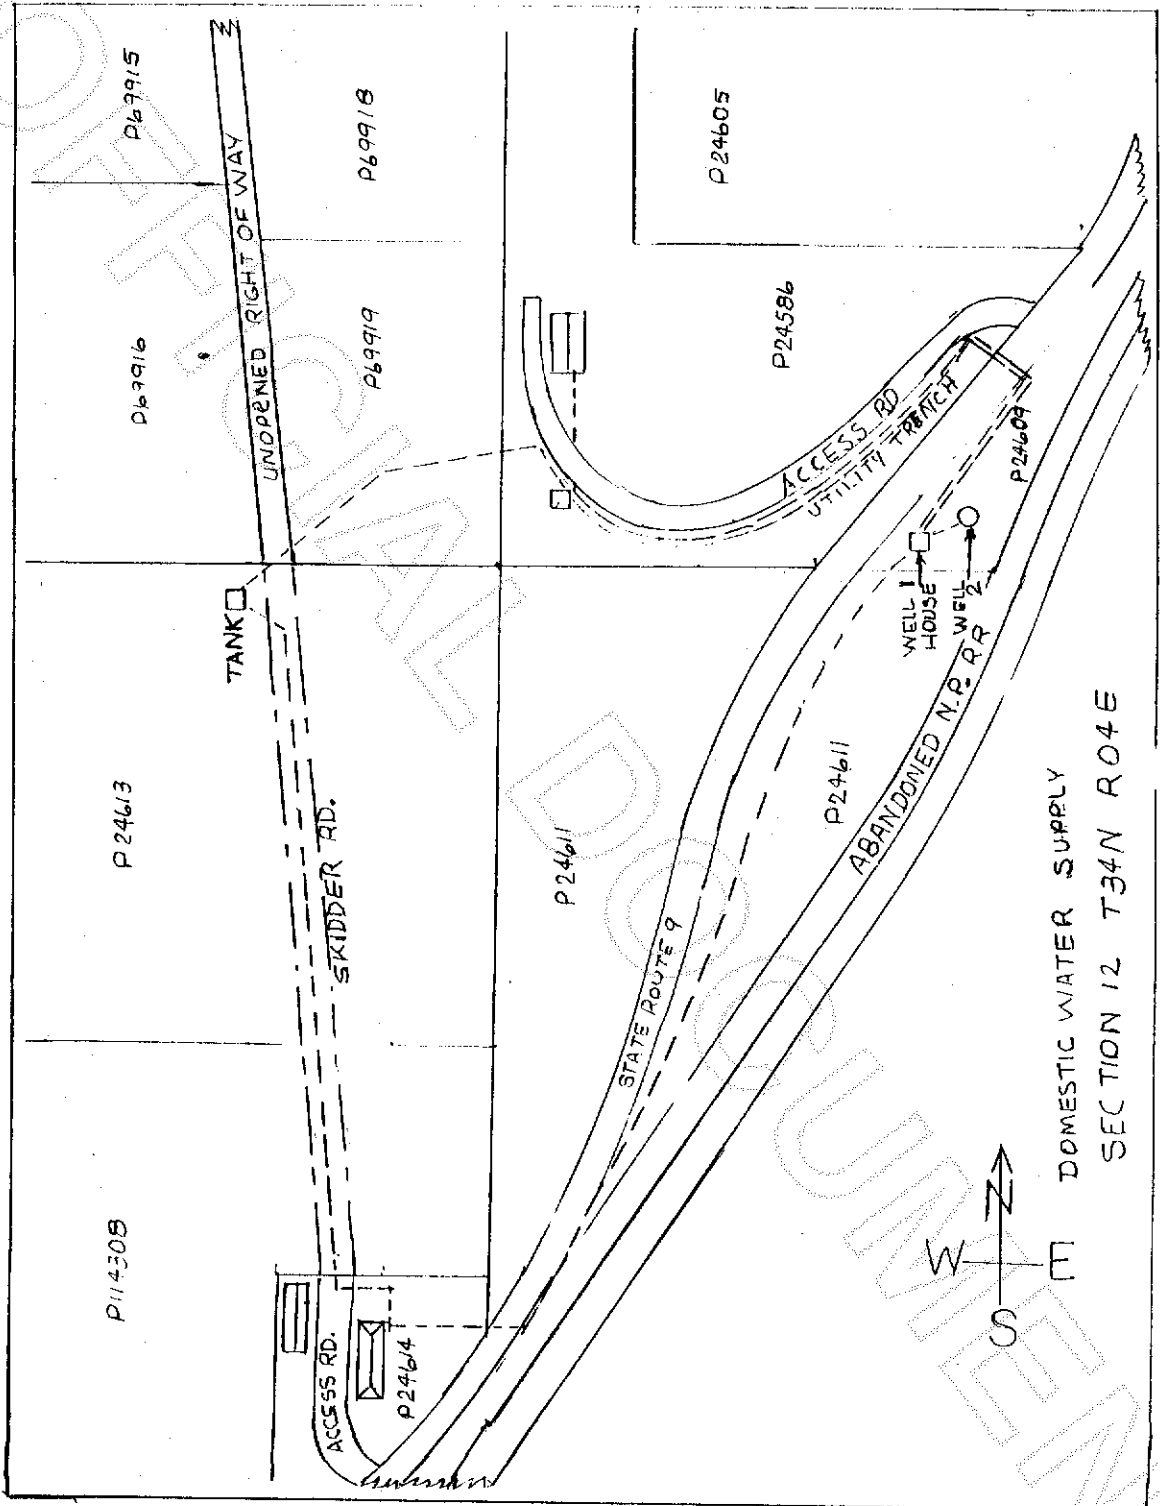 P69915
P69918
P24605
UNOPENED RIGHT OF WAY
P69916
P69919
P24586
ACCESS RD
UTILITY TRENCH
P24609
TANK
WELL 1
HOUSE
WELL
2
P24613
SKIDDER RD.
P24611
P24611
STATE ROUTE 9
ABANDONED N.P. RR
P114308
ACCESS RD.
P24614
N
W
E
S
DOMESTIC WATER SUPPLY
SECTION 12 T34N R04E
UNOFFICIAL DOCUMENT